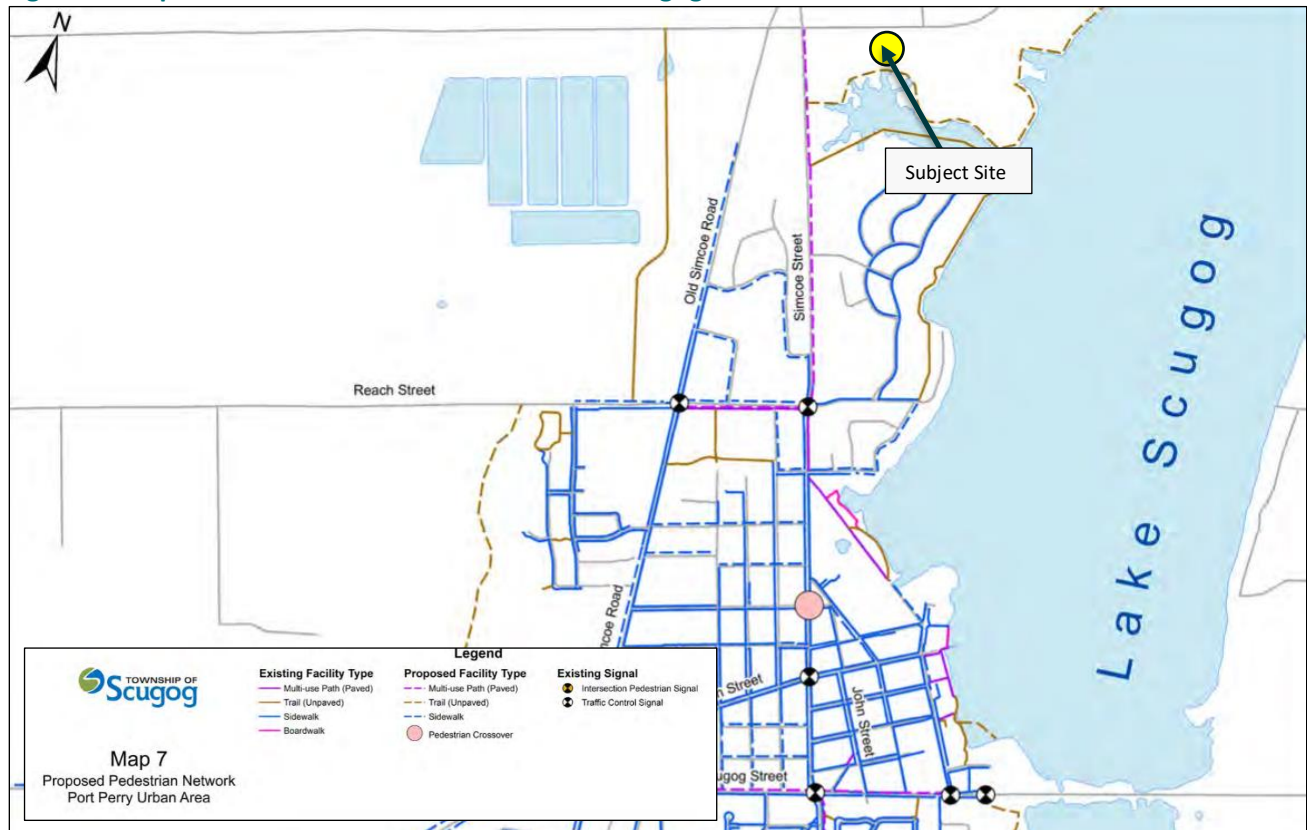 N
Subject Site
Old Simcoe Road
Simcoe Street
Reach Street
Lake Scugog
John Street
Street
Street
Legend
TOWNSHIP OF
Scugog
Map 7
Proposed Pedestrian Network
Port Perry Urban Area
Existing Facility Type
Multi-use Path (Paved)
Trail (Unpaved)
Sidewalk
Boardwalk
Proposed Facility Type
Multi-use Path (Paved)
Trail (Unpaved)
Sidewalk
Pedestrian Crossover
Existing Signal
Intersection Pedestrian Signal
Traffic Control Signal